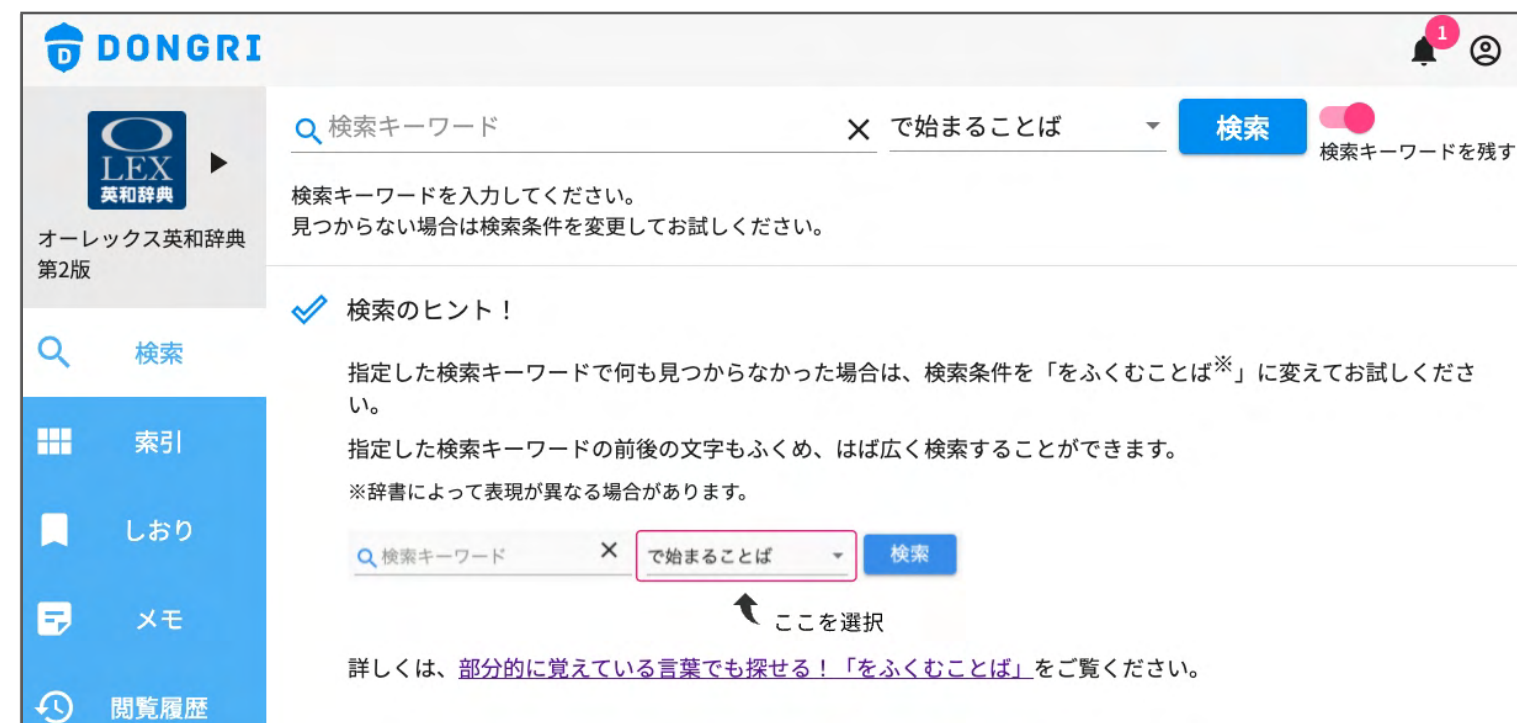 DONGRI
1
LEX
英和辞典
オーレックス英和辞典
第2版
検索
索引
しおり
メモ
閲覧履歴
検索キーワード
で始まることば
検索
検索キーワードを残す
検索キーワードを入力してください。
見つからない場合は検索条件を変更してお試しください。
検索のヒント！
指定した検索キーワードで何も見つからなかった場合は、検索条件を「をふくむことば※」に変えてお試しくださ
い。
指定した検索キーワードの前後の文字もふくめ、はば広く検索することができます。
※辞書によって表現が異なる場合があります。
検索キーワード
で始まることば
検索
ここを選択
詳しくは、部分的に覚えている言葉でも探せる！「をふくむことば」をご覧ください。